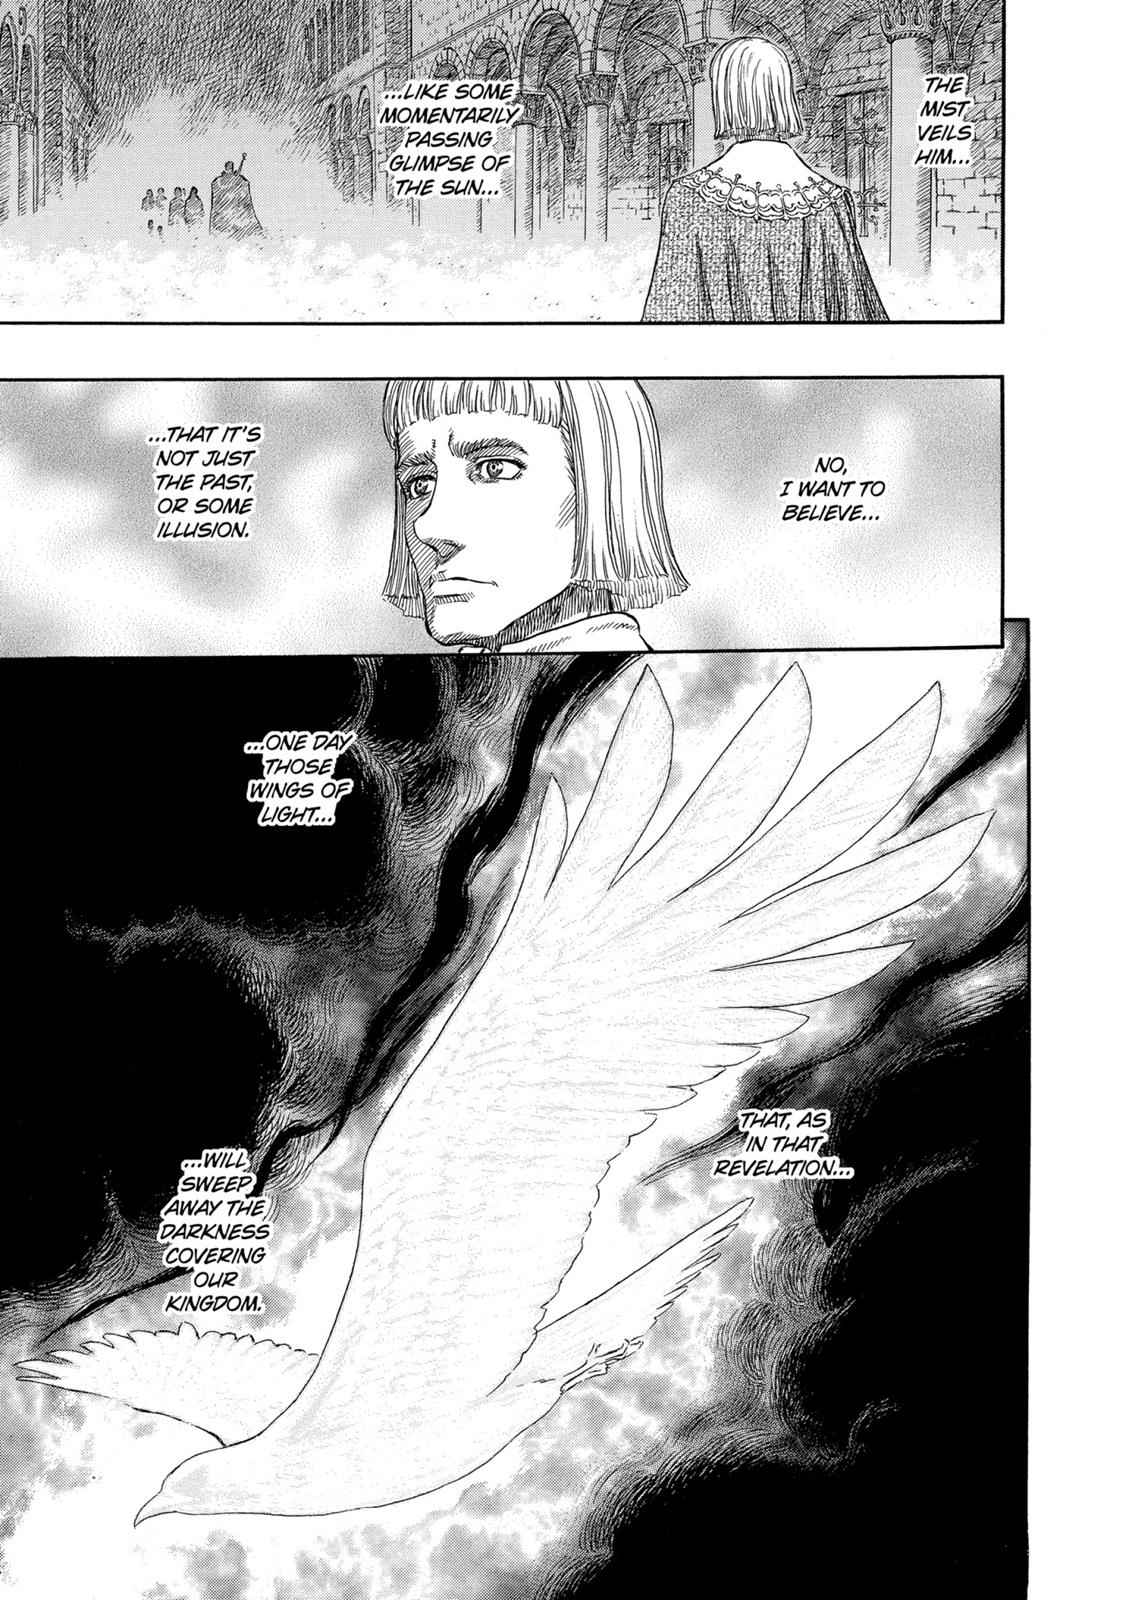 THE
MIST
VEILS
HIM...
...LIKE SOME
MOMENTARILY
PASSING
GLIMPSE OF
THE SUN...
NO,
I WANT TO
BELIEVE...
...THAT IT'S
NOT JUST
THE PAST,
OR SOME
ILLUSION.
THAT, AS
IN THAT
REVELATION...
...ONE DAY
THOSE
WINGS OF
LIGHT...
...WILL
SWEEP
AWAY THE
DARKNESS
COVERING
OUR
KINGDOM.